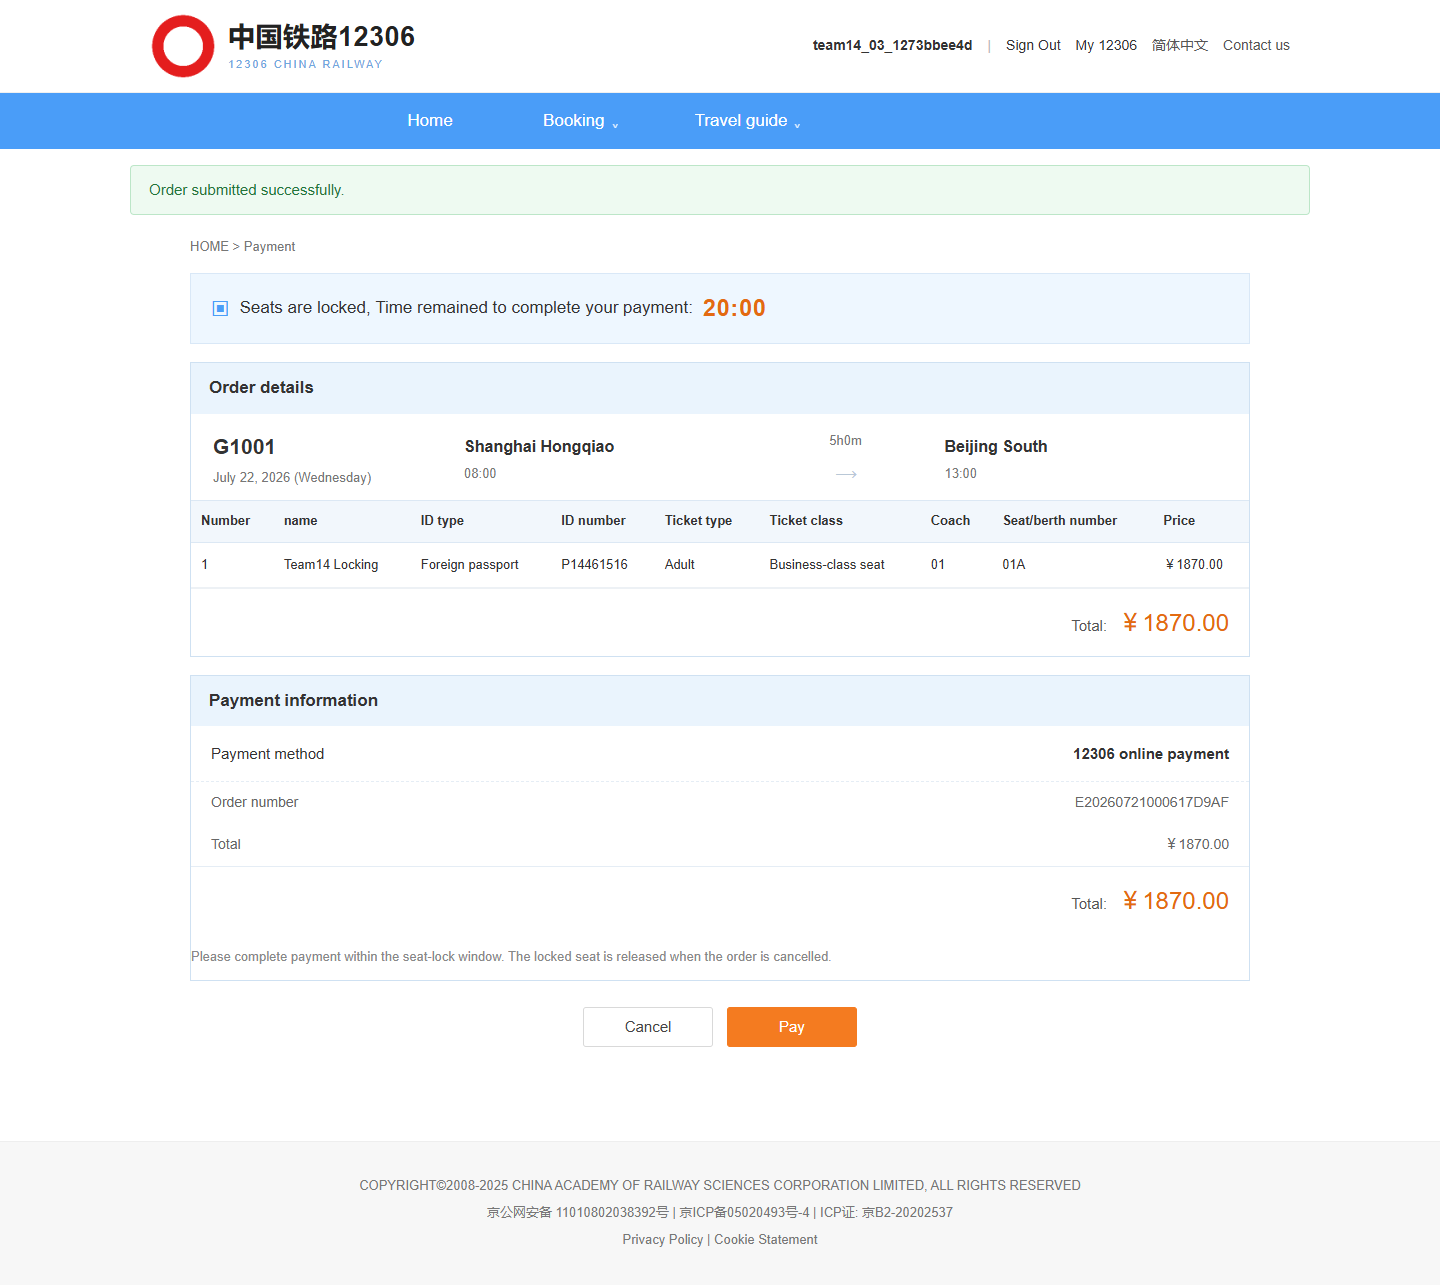 中国铁路12306
12306 CHINA RAILWAY
team14_03_1273bbee4d | Sign Out My 12306 简体中文 Contact us
Home Booking Travel guide
Order submitted successfully.
HOME > Payment
Seats are locked, Time remained to complete your payment: 20:00
Order details
G1001 Shanghai Hongqiao 5h0m Beijing South
July 22, 2026 (Wednesday) 08:00 → 13:00
Number name ID type ID number Ticket type Ticket class Coach Seat/berth number Price
1 Team14 Locking Foreign passport P14461516 Adult Business-class seat 01 01A ¥1870.00
Total: ¥1870.00
Payment information
Payment method 12306 online payment
Order number E20260721000617D9AF
Total ¥1870.00
Total: ¥1870.00
Please complete payment within the seat-lock window. The locked seat is released when the order is cancelled.
Cancel Pay
COPYRIGHT©2008-2025 CHINA ACADEMY OF RAILWAY SCIENCES CORPORATION LIMITED, ALL RIGHTS RESERVED
京公网安备 11010802038392号 | 京ICP备05020493号-4 | ICP证: 京B2-20202537
Privacy Policy | Cookie Statement